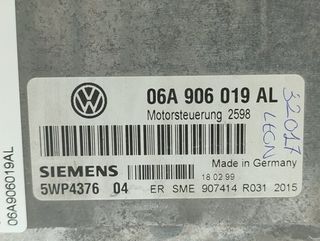 06A 906 019 AL
Motorsteuerung 2598
Made in Germany
SIEMENS
18.02.99
5WP4376 04
ER SME 907414 R031 2015
06A906019AL